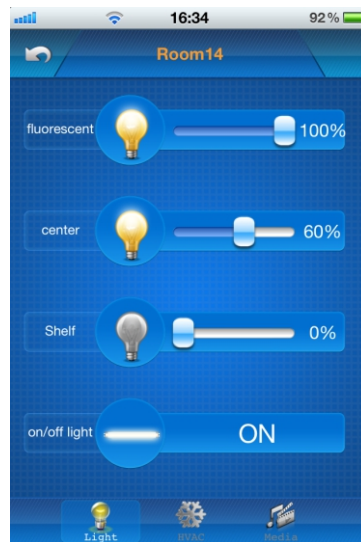 16:34
92%
Room14
fluorescent
100%
center
60%
Shelf
0%
on/off light
ON
Light
HVAC
Media